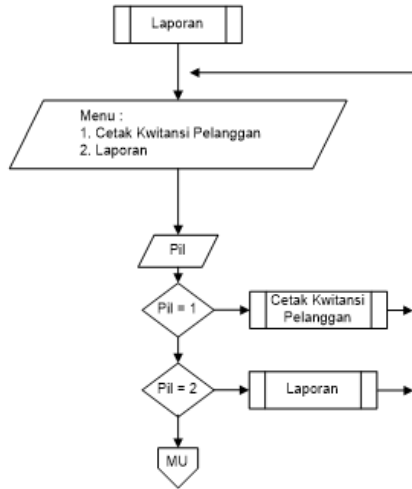 Laporan
Menu :
1. Cetak Kwitansi Pelanggan
2. Laporan
Pil
Pil = 1
Cetak Kwitansi
Pelanggan
Pil = 2
Laporan
MU